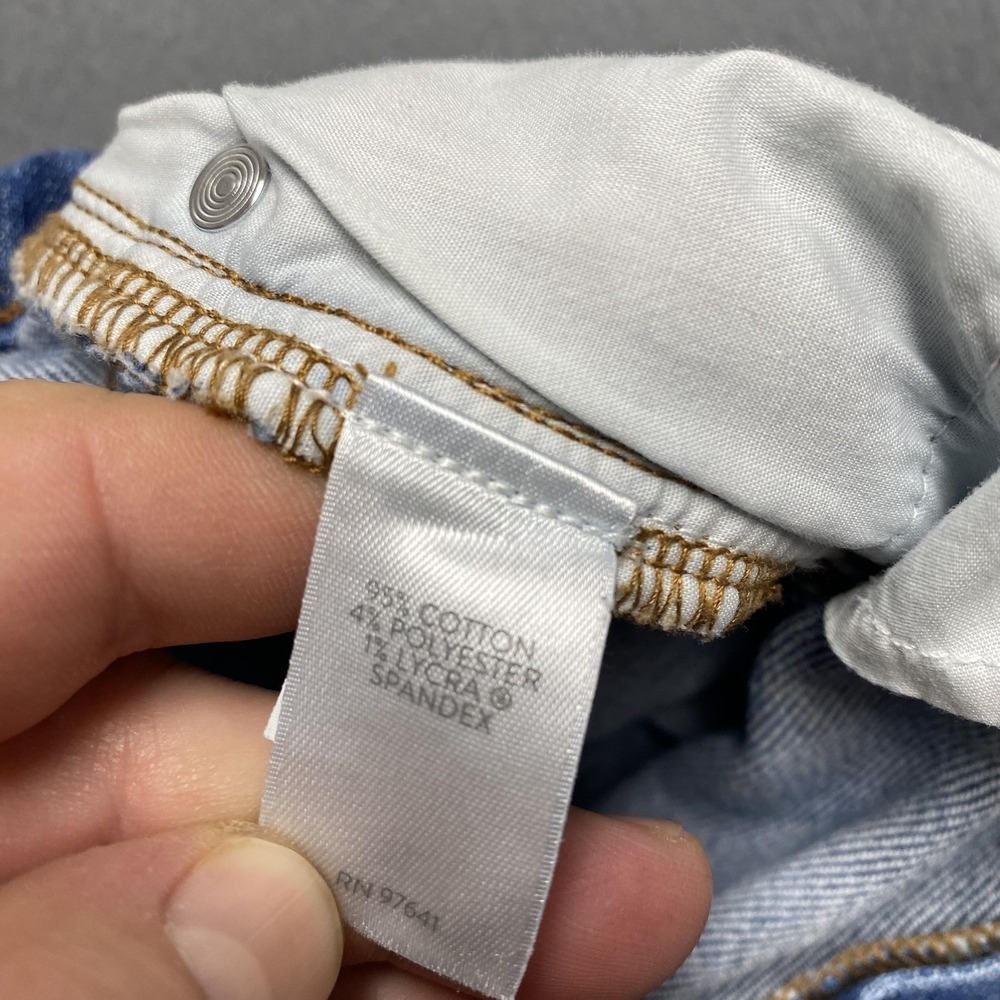 95% COTTON
4% POLYESTER
1% LYCRA ®
SPANDEX
RN 97641